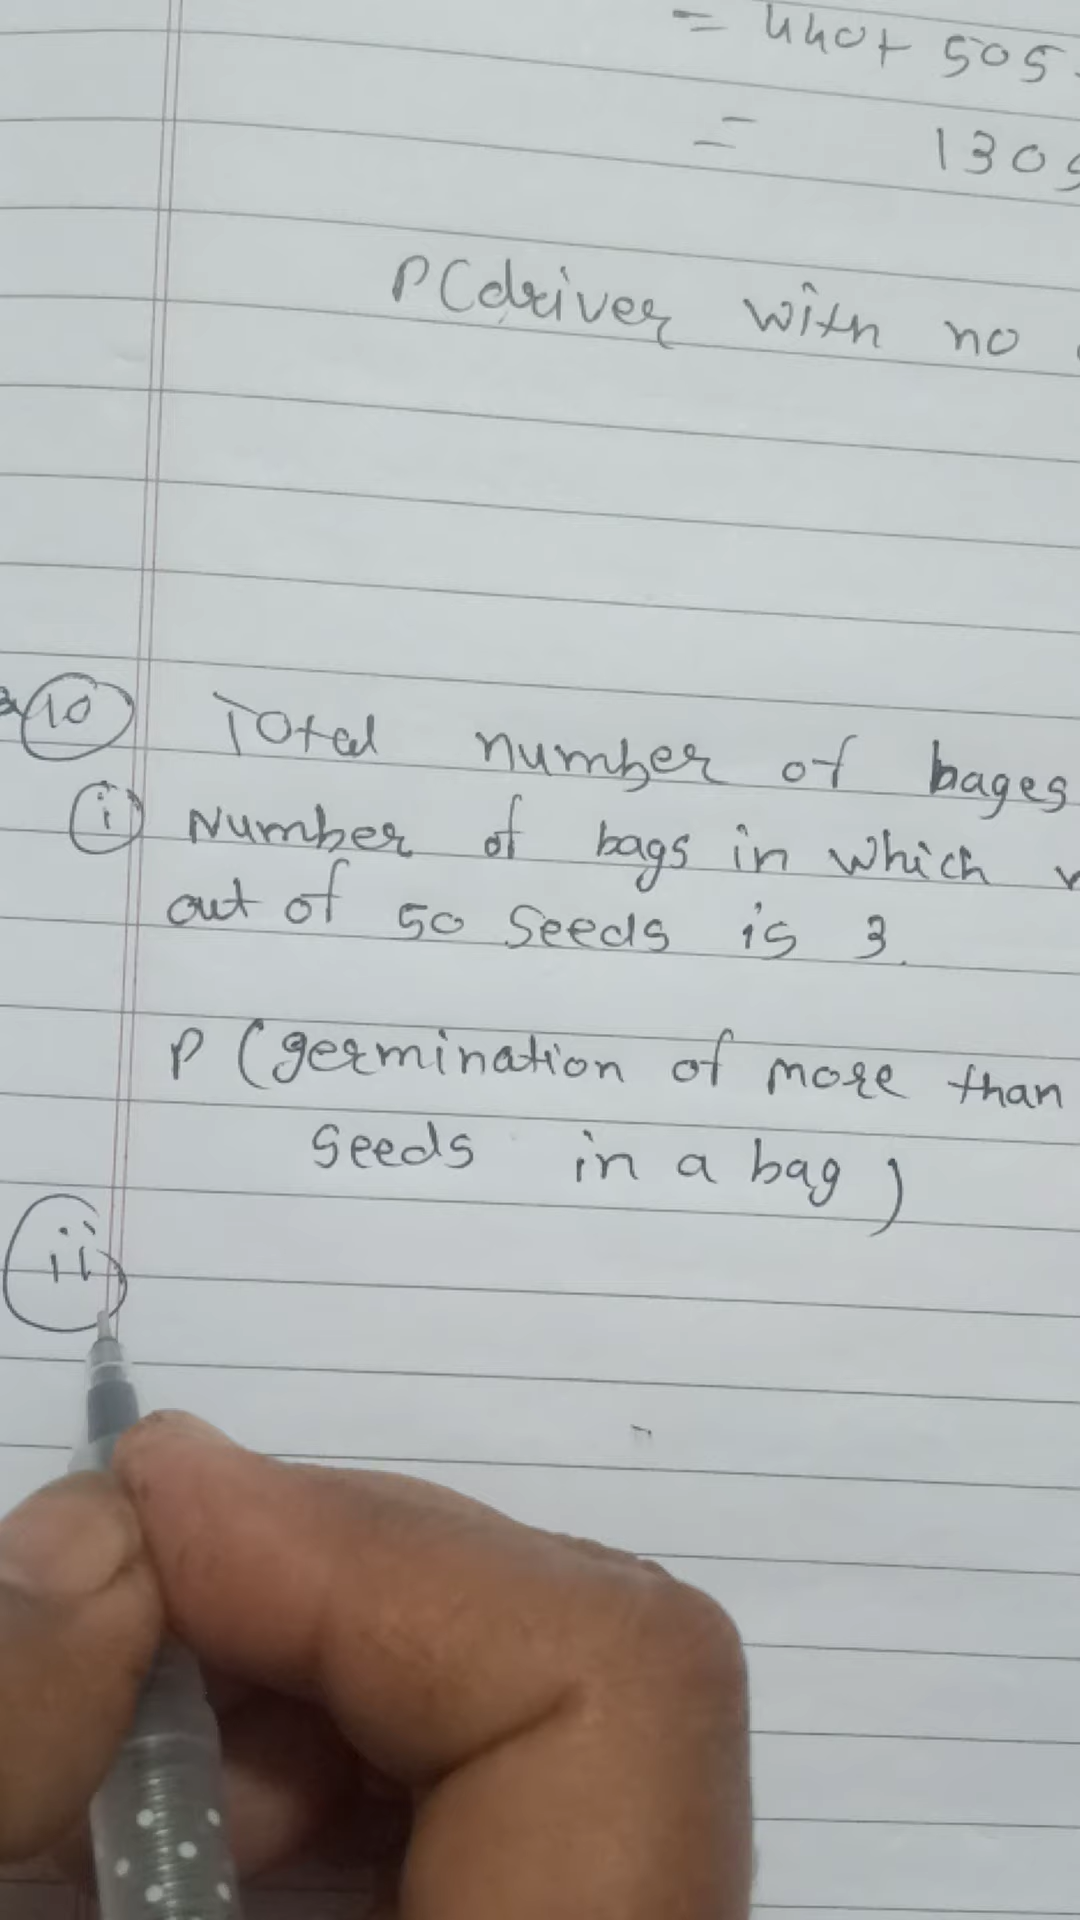 = 440+ 505
= 1305
P(driver with no
10 Total number of bages
i Number of bags in which
out of 50 Seeds is 3.
P (germination of more than
Seeds in a bag)
ii